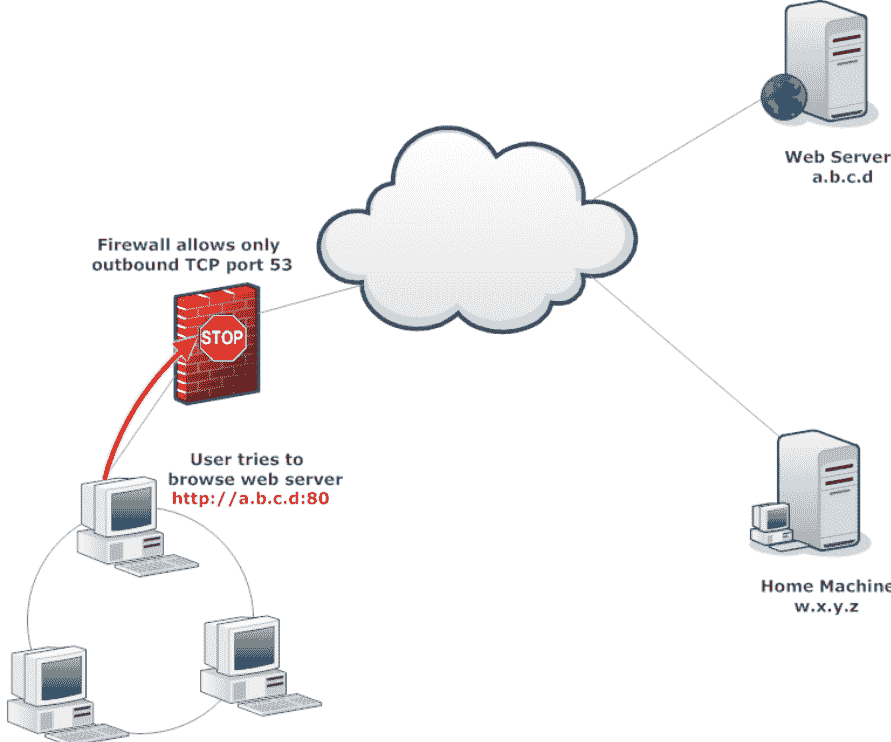 Web Server
a.b.c.d
Firewall allows only
outbound TCP port 53
STOP
User tries to
browse web server
http://a.b.c.d:80
Home Machine
w.x.y.z